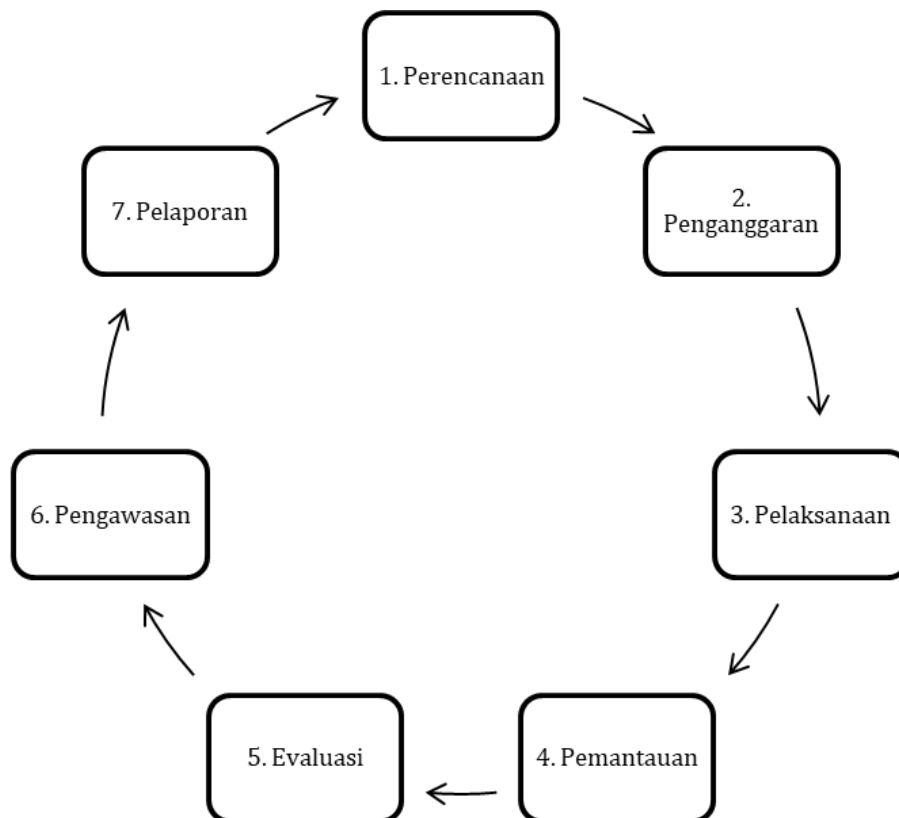 1. Perencanaan
2.
Penganggaran
3. Pelaksanaan
4. Pemantauan
5. Evaluasi
6. Pengawasan
7. Pelaporan